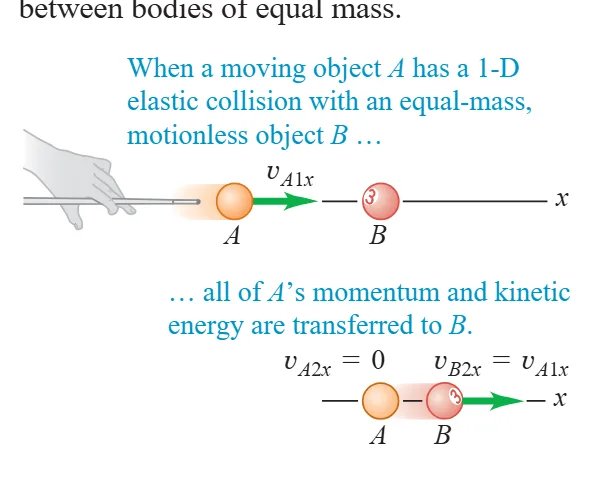 between bodies of equal mass.
When a moving object A has a 1-D
elastic collision with an equal-mass,
motionless object B …
vA1x
3
x
A B
… all of A’s momentum and kinetic
energy are transferred to B.
vA2x = 0 vB2x = vA1x
3
x
A B